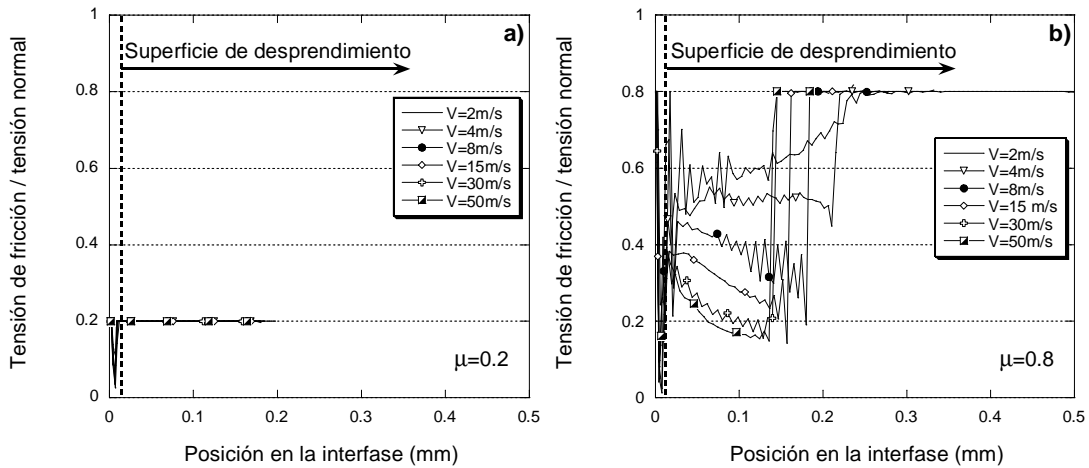 Tensión de fricción / tensión normal
1
0.8
0.6
0.4
0.2
0
a)
Superficie de desprendimiento
V=2m/s
V=4m/s
V=8m/s
V=15m/s
V=30m/s
V=50m/s
μ=0.2
0 0.1 0.2 0.3 0.4 0.5
Posición en la interfase (mm)
Tensión de fricción / tensión normal
1
0.8
0.6
0.4
0.2
0
b)
Superficie de desprendimiento
V=2m/s
V=4m/s
V=8m/s
V=15 m/s
V=30m/s
V=50m/s
μ=0.8
0 0.1 0.2 0.3 0.4 0.5
Posición en la interfase (mm)